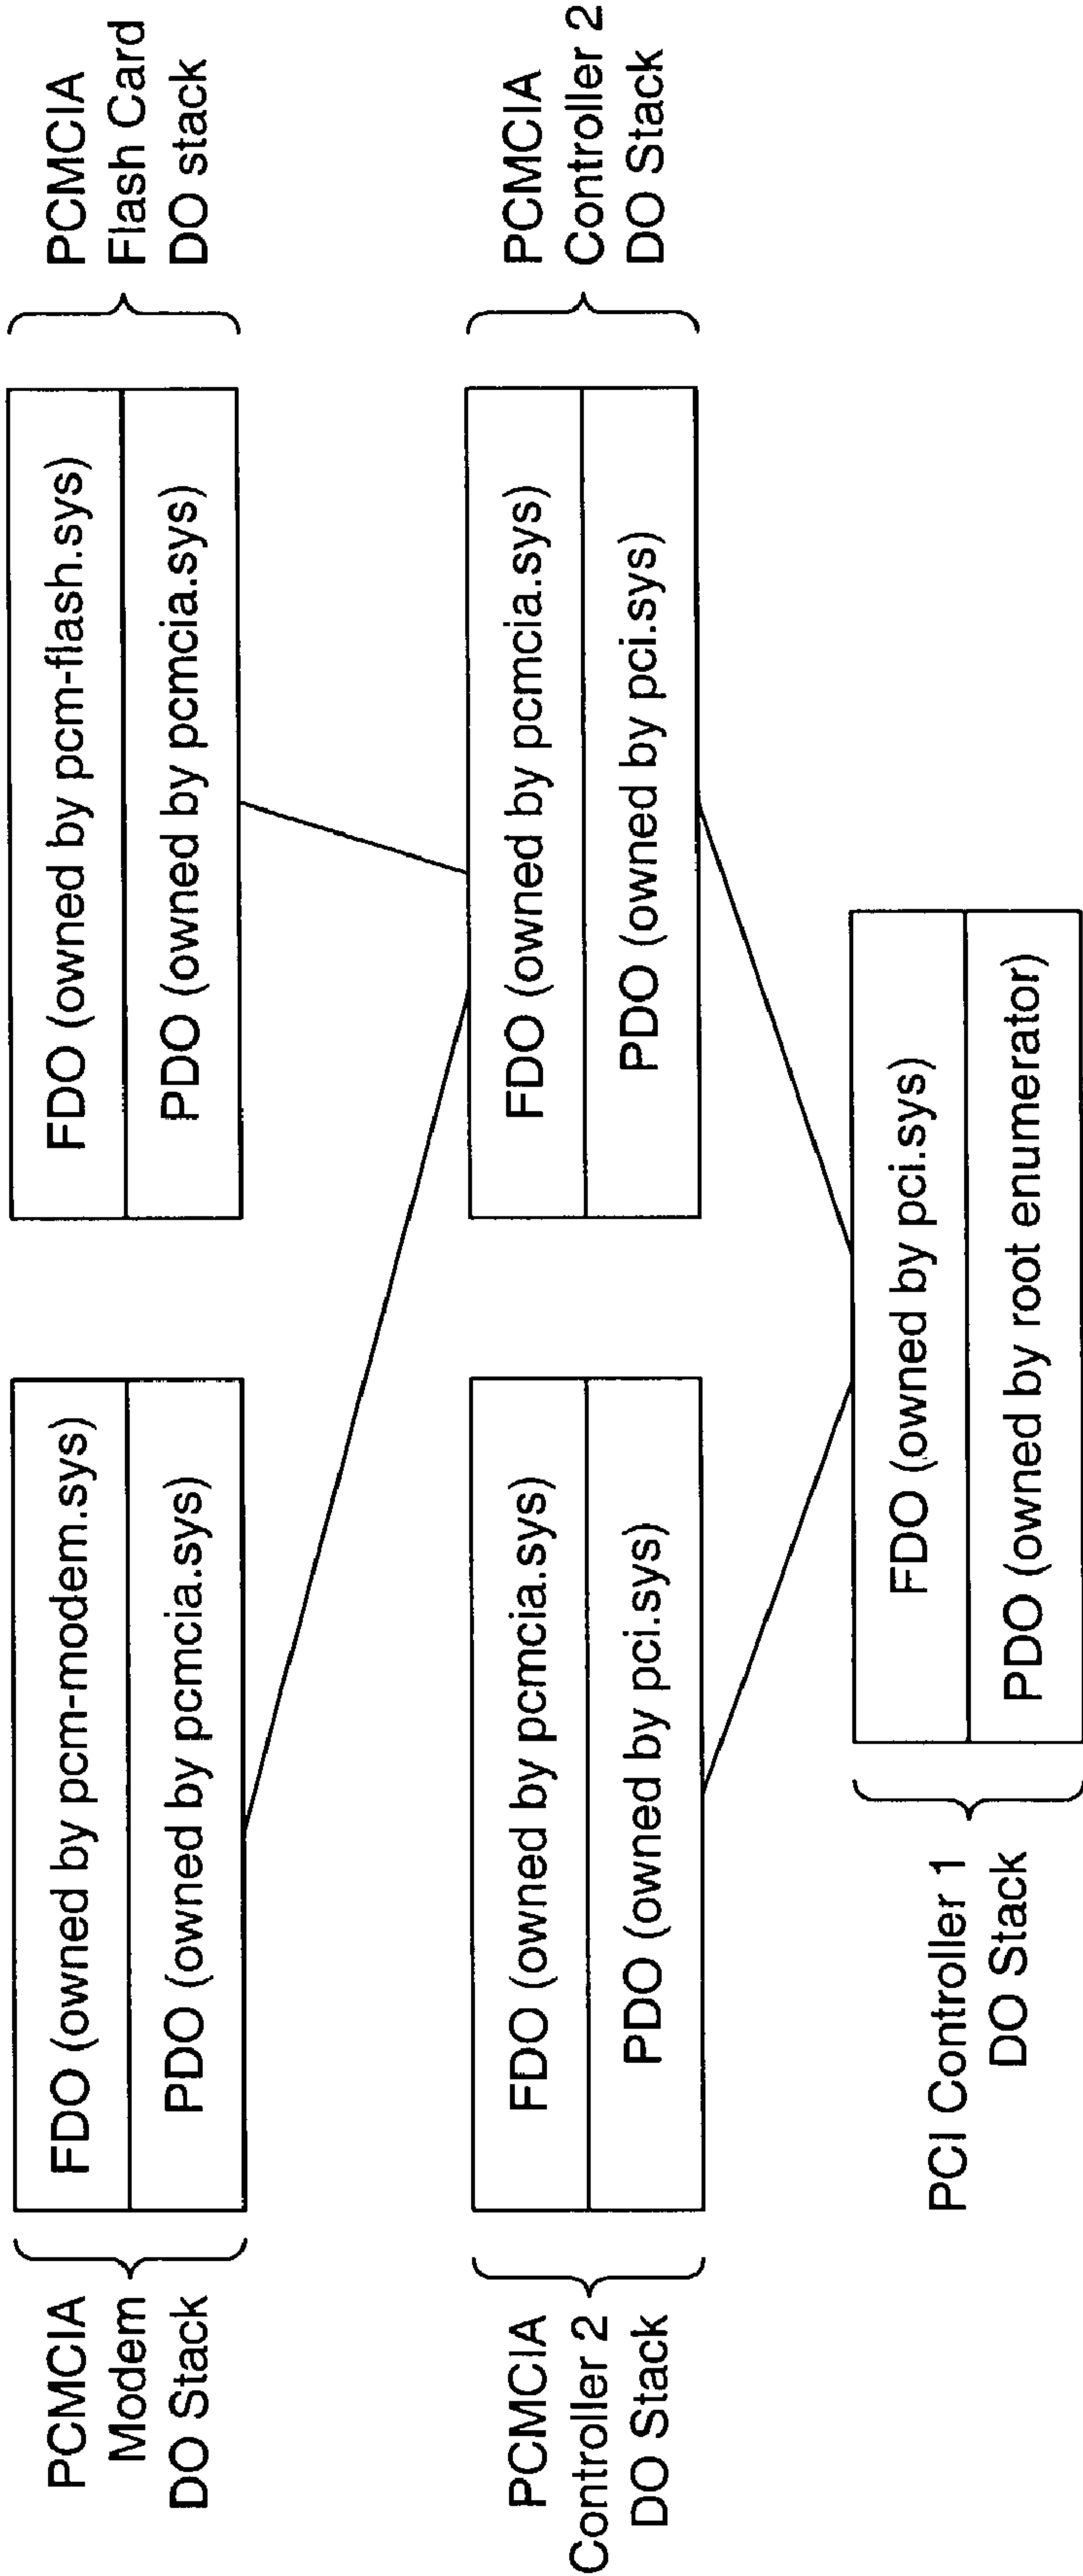 PCMCIA
Modem
DO Stack
FDO (owned by pcm-modem.sys)
PDO (owned by pcmcia.sys)
FDO (owned by pcm-flash.sys)
PDO (owned by pcmcia.sys)
PCMCIA
Flash Card
DO stack
PCMCIA
Controller 2
DO Stack
FDO (owned by pcmcia.sys)
PDO (owned by pci.sys)
FDO (owned by pcmcia.sys)
PDO (owned by pci.sys)
PCMCIA
Controller 2
DO Stack
PCI Controller 1
DO Stack
FDO (owned by pci.sys)
PDO (owned by root enumerator)